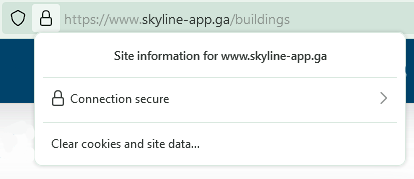 https://www.skyline-app.ga/buildings
Site information for www.skyline-app.ga
Connection secure
Clear cookies and site data...